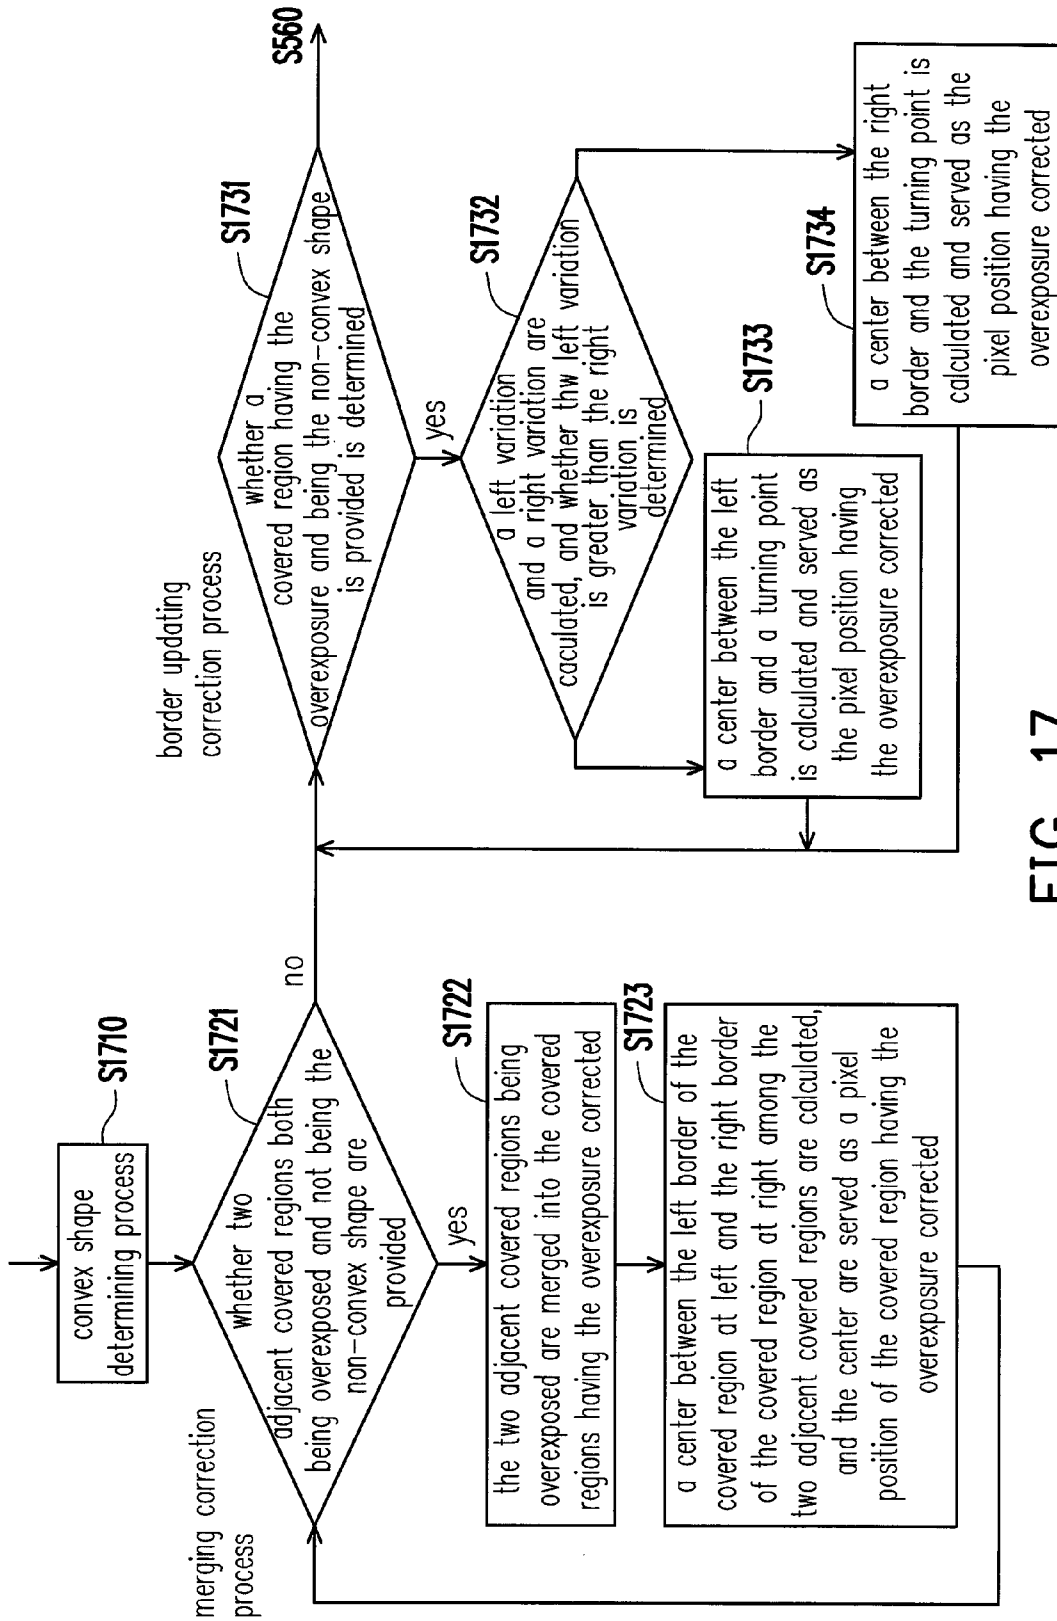 convex shape
determining process
S1710
merging correction
process
whether two
adjacent covered regions both
being overexposed and not being the
non-convex shape are
provided
S1721
no
yes
the two adjacent covered regions being
overexposed are merged into the covered
regions having the overexposure corrected
S1722
a center between the left border of the
covered region at left and the right border
of the covered region at right among the
two adjacent covered regions are calculated,
and the center are served as a pixel
position of the covered region having the
overexposure corrected
S1723
border updating
correction process
whether a
covered region having the
overexposure and being the non-convex shape
is provided is determined
S1731
S560
yes
a left variation
and a right variation are
caculated, and whether thw left variation
is greater than the right
variation is
determined
S1732
a center between the left
border and a turning point
is calculated and served as
the pixel position having
the overexposure corrected
S1733
a center between the right
border and the turning point is
calculated and served as the
pixel position having the
overexposure corrected
S1734
FIG. 17